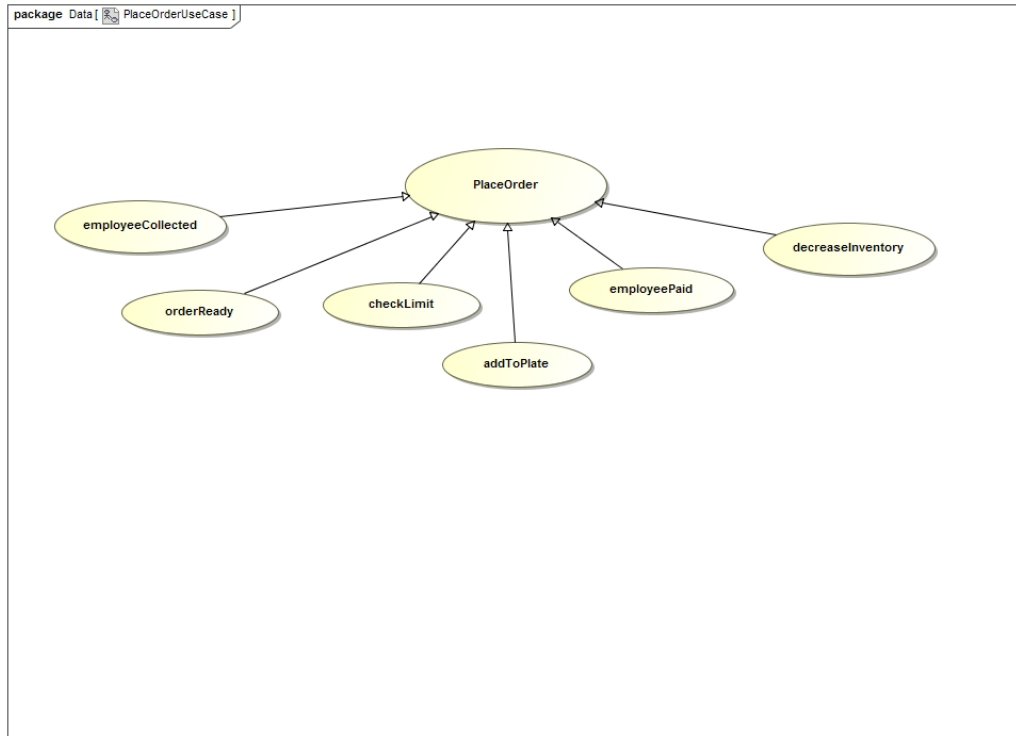 package Data [ PlaceOrderUseCase ]
PlaceOrder
employeeCollected
decreaseInventory
employeePaid
checkLimit
orderReady
addToPlate